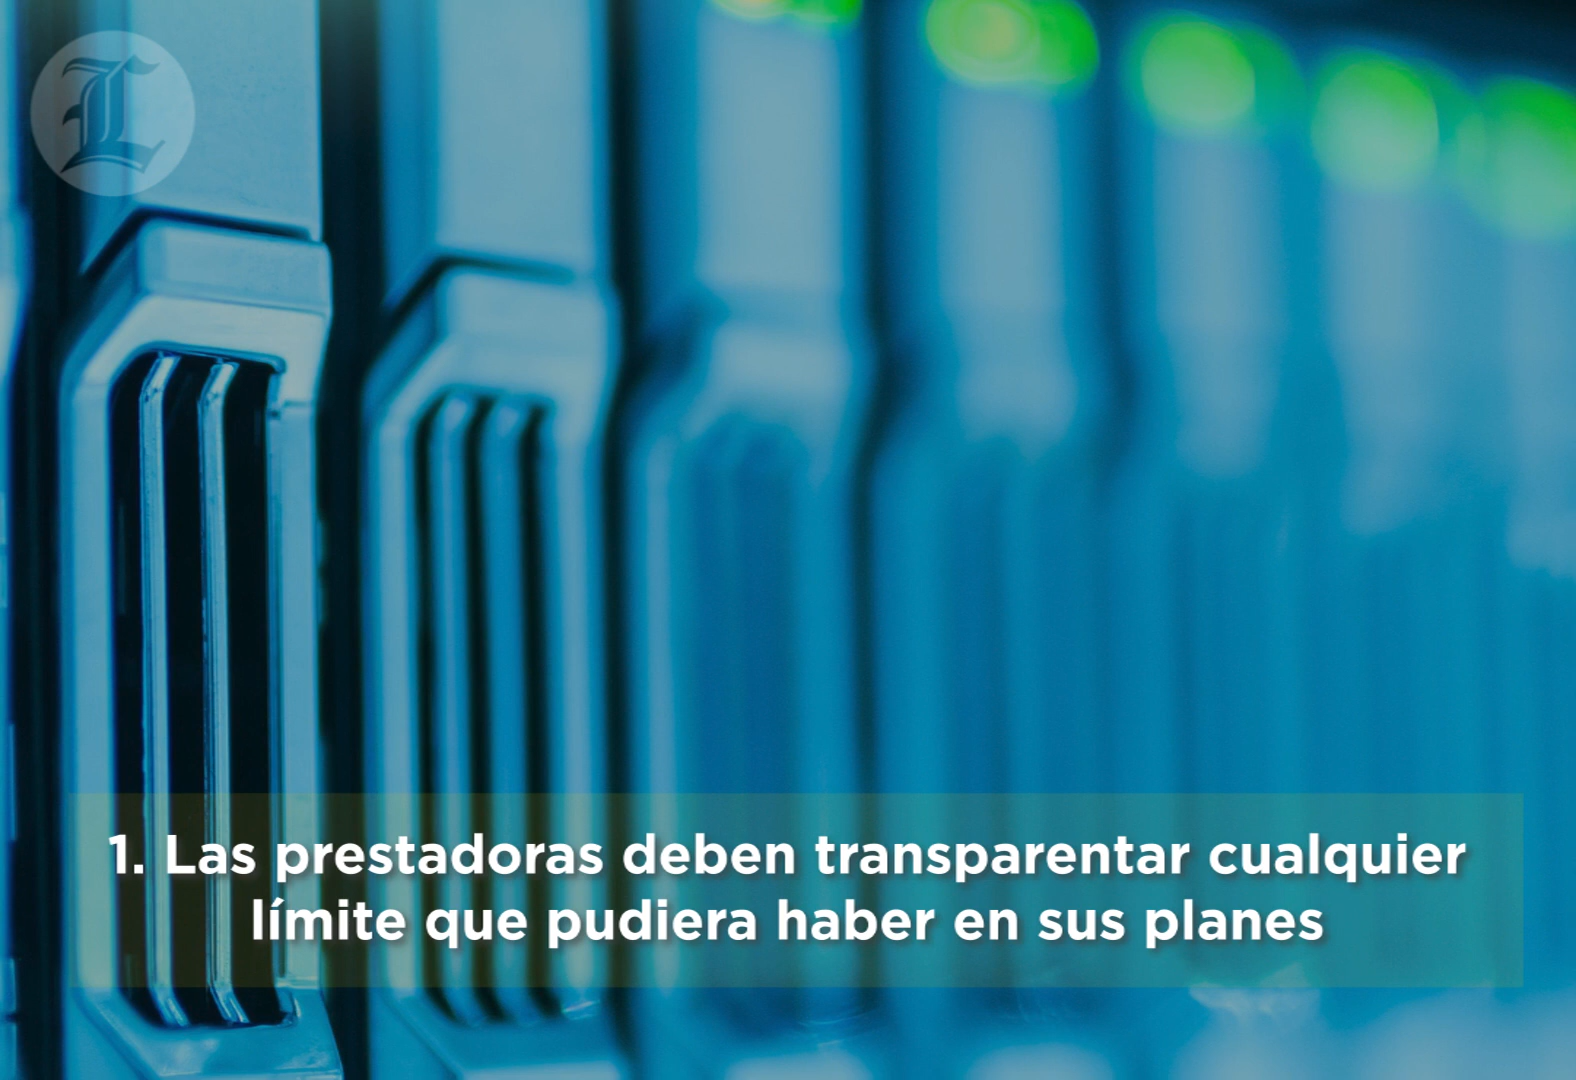 L
1. Las prestadoras deben transparentar cualquier
límite que pudiera haber en sus planes